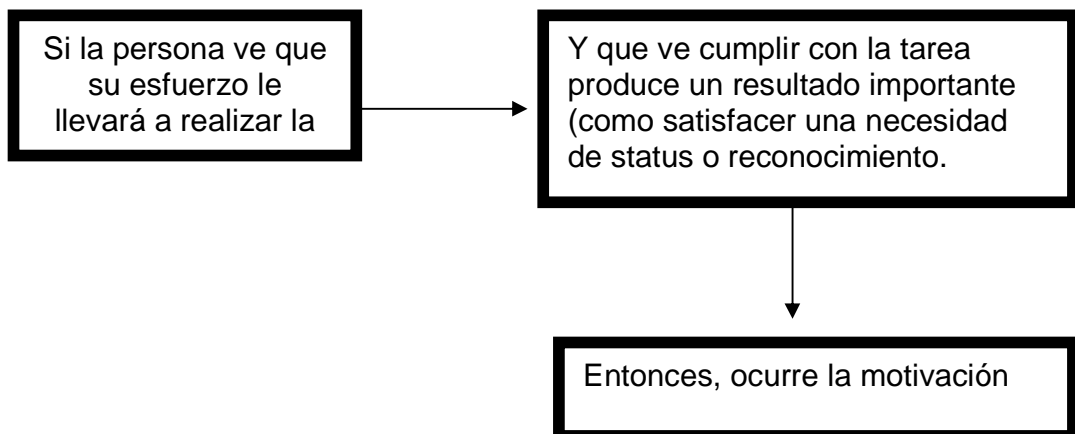 Si la persona ve que
su esfuerzo le
llevará a realizar la
Y que ve cumplir con la tarea
produce un resultado importante
(como satisfacer una necesidad
de status o reconocimiento.
Entonces, ocurre la motivación